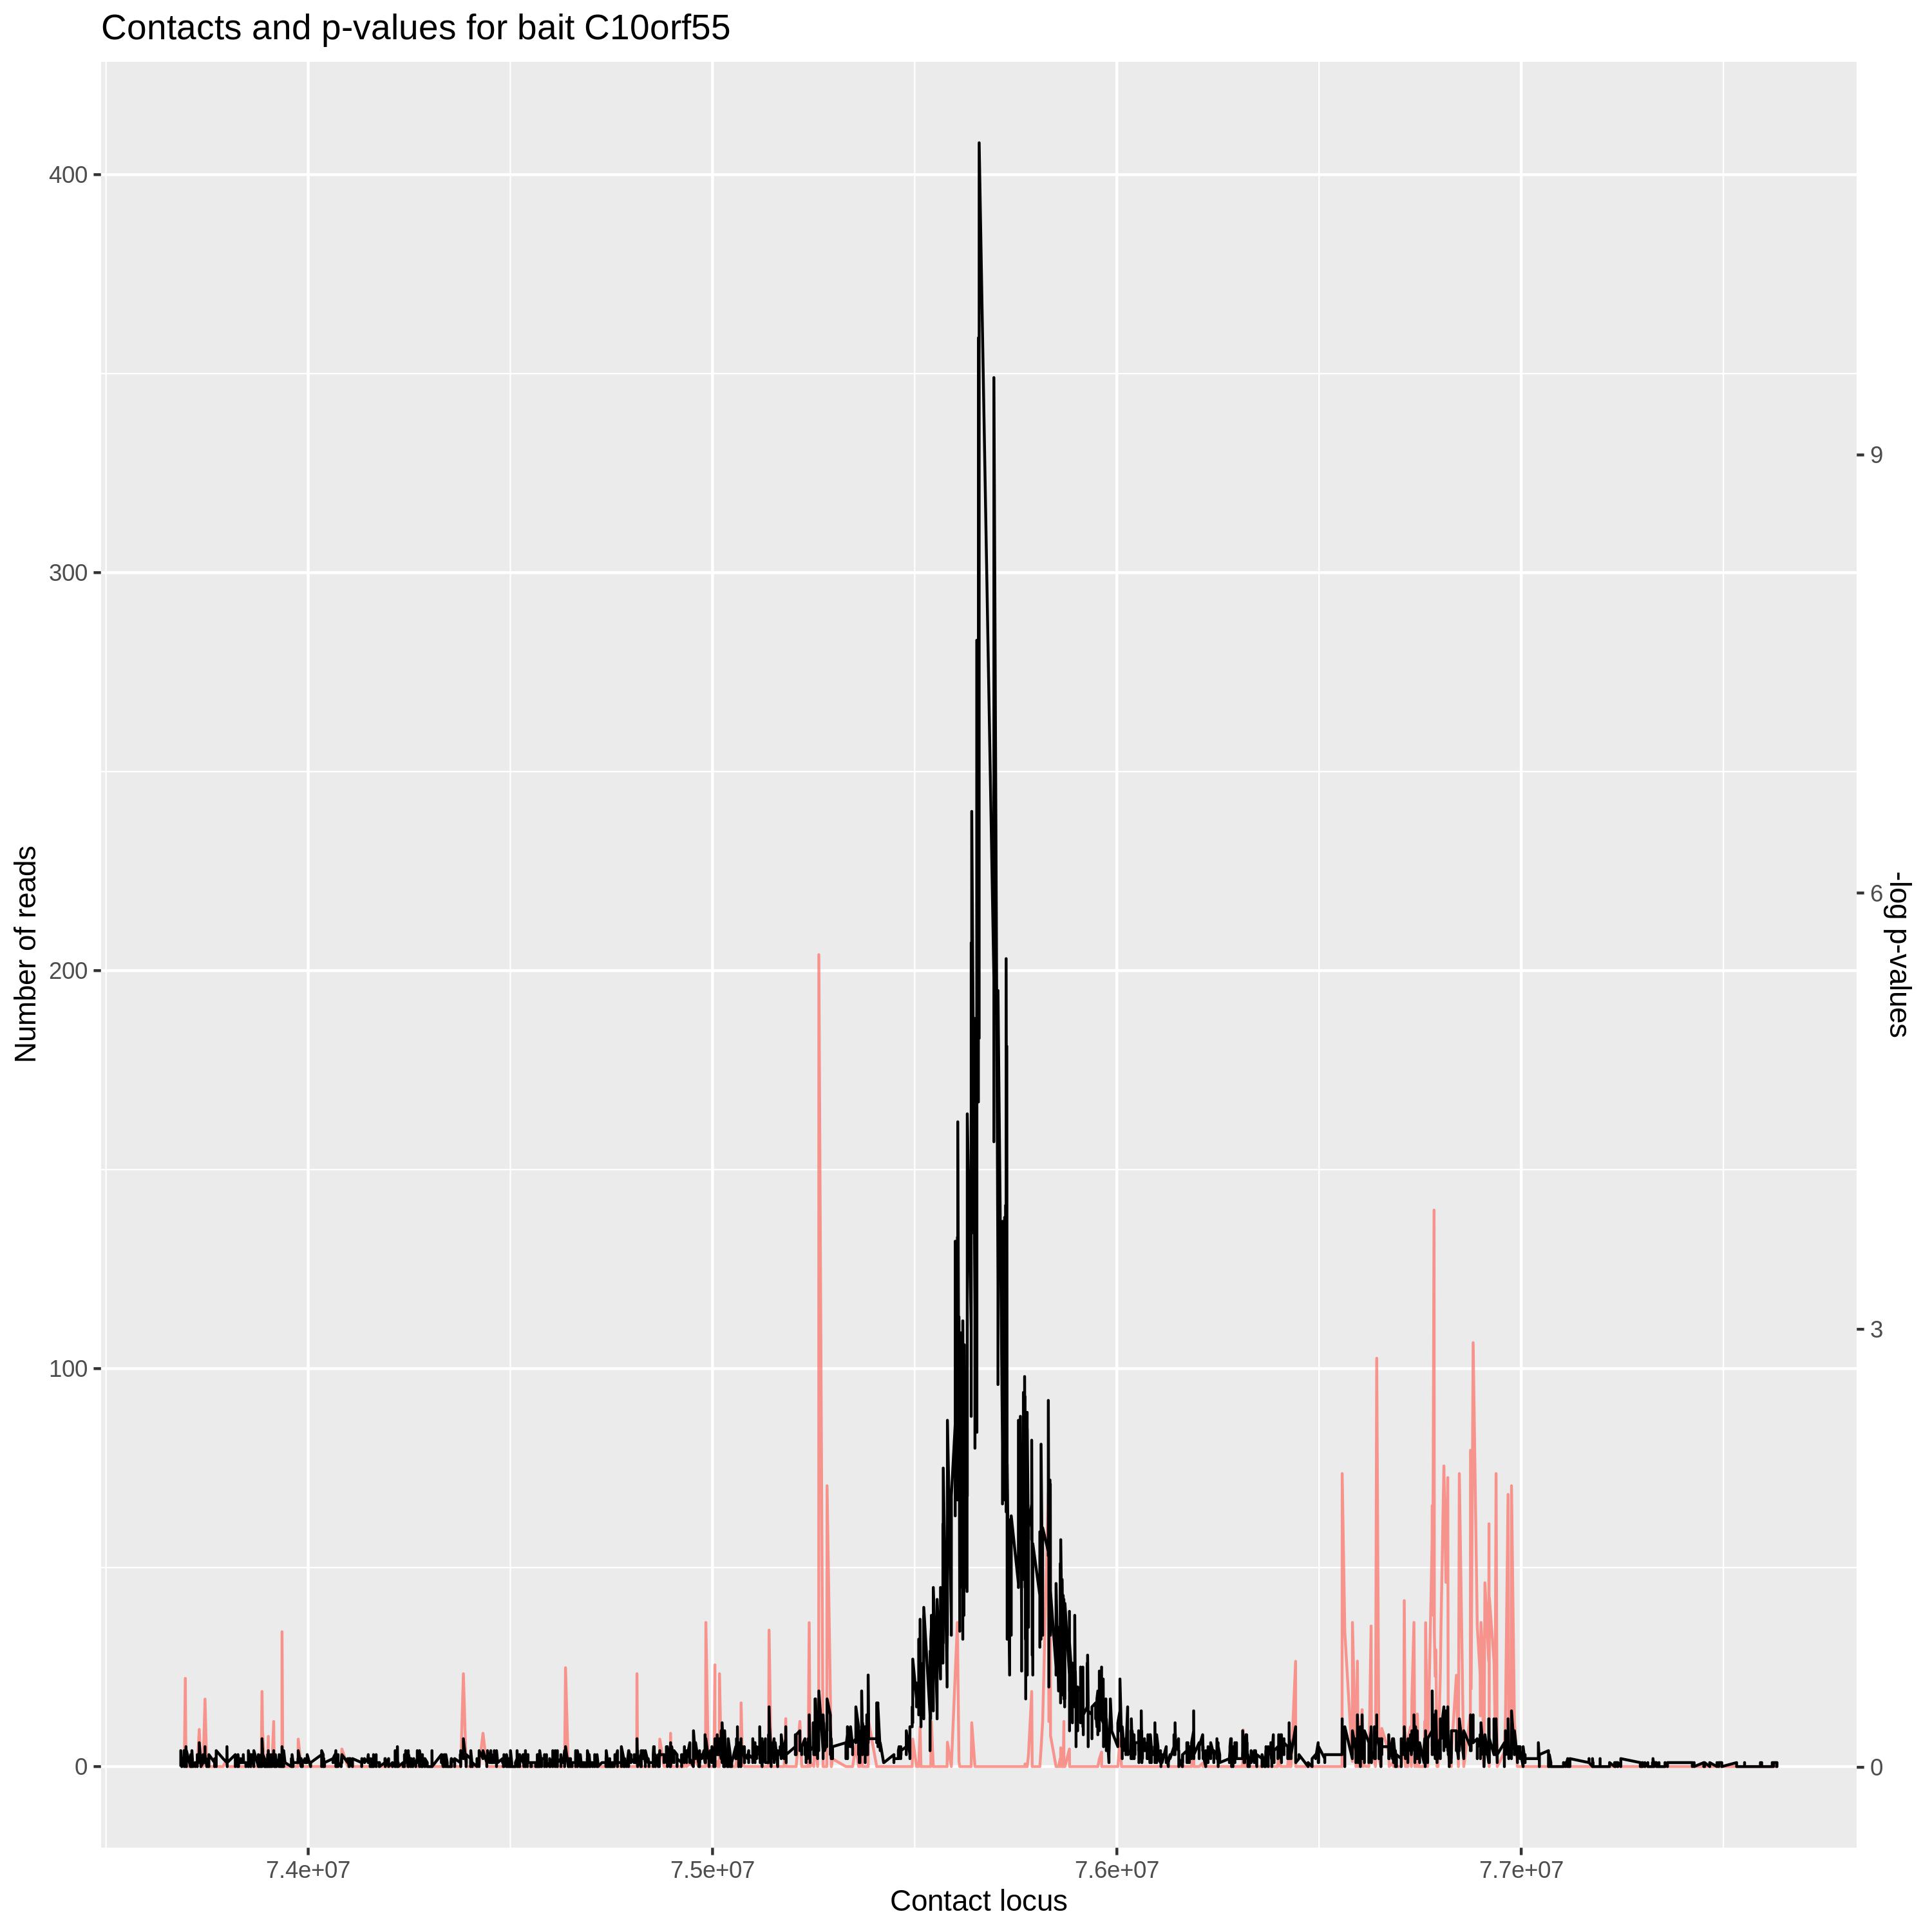 Contacts and p-values for bait C10orf55
400
300
200
100
0
Number of reads
9
6
3
0
-log p-values
7.4e+07
7.5e+07
7.6e+07
7.7e+07
Contact locus